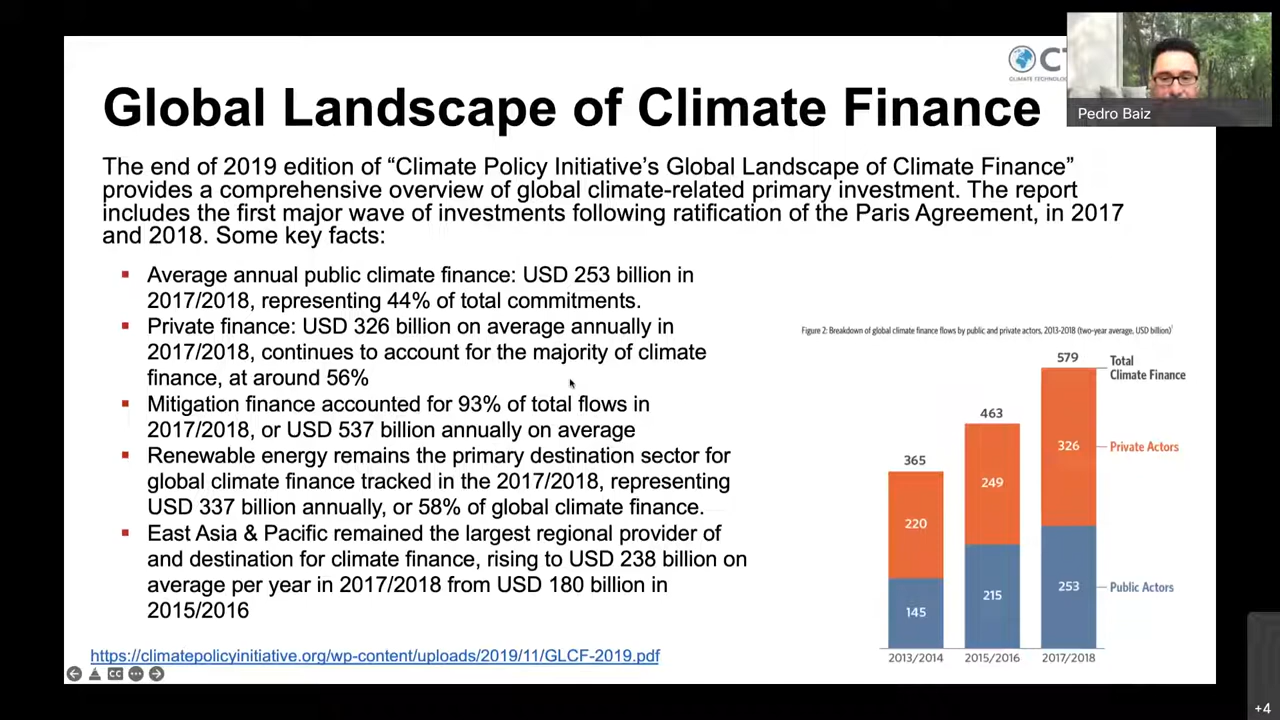 CT
CLIMATE TECHNOLOG
Pedro Baiz
Global Landscape of Climate Finance
The end of 2019 edition of “Climate Policy Initiative’s Global Landscape of Climate Finance”
provides a comprehensive overview of global climate-related primary investment. The report
includes the first major wave of investments following ratification of the Paris Agreement, in 2017
and 2018. Some key facts:
Average annual public climate finance: USD 253 billion in
2017/2018, representing 44% of total commitments.
Private finance: USD 326 billion on average annually in
2017/2018, continues to account for the majority of climate
finance, at around 56%
Mitigation finance accounted for 93% of total flows in
2017/2018, or USD 537 billion annually on average
Renewable energy remains the primary destination sector for
global climate finance tracked in the 2017/2018, representing
USD 337 billion annually, or 58% of global climate finance.
East Asia & Pacific remained the largest regional provider of
and destination for climate finance, rising to USD 238 billion on
average per year in 2017/2018 from USD 180 billion in
2015/2016
https://climatepolicyinitiative.org/wp-content/uploads/2019/11/GLCF-2019.pdf
CC
Figure 2: Breakdown of global climate finance flows by public and private actors, 2013-2018 (two-year average, USD billion)
579
Total
Climate Finance
463
365
326
Private Actors
249
220
253
Public Actors
215
145
2013/2014
2015/2016
2017/2018
+4